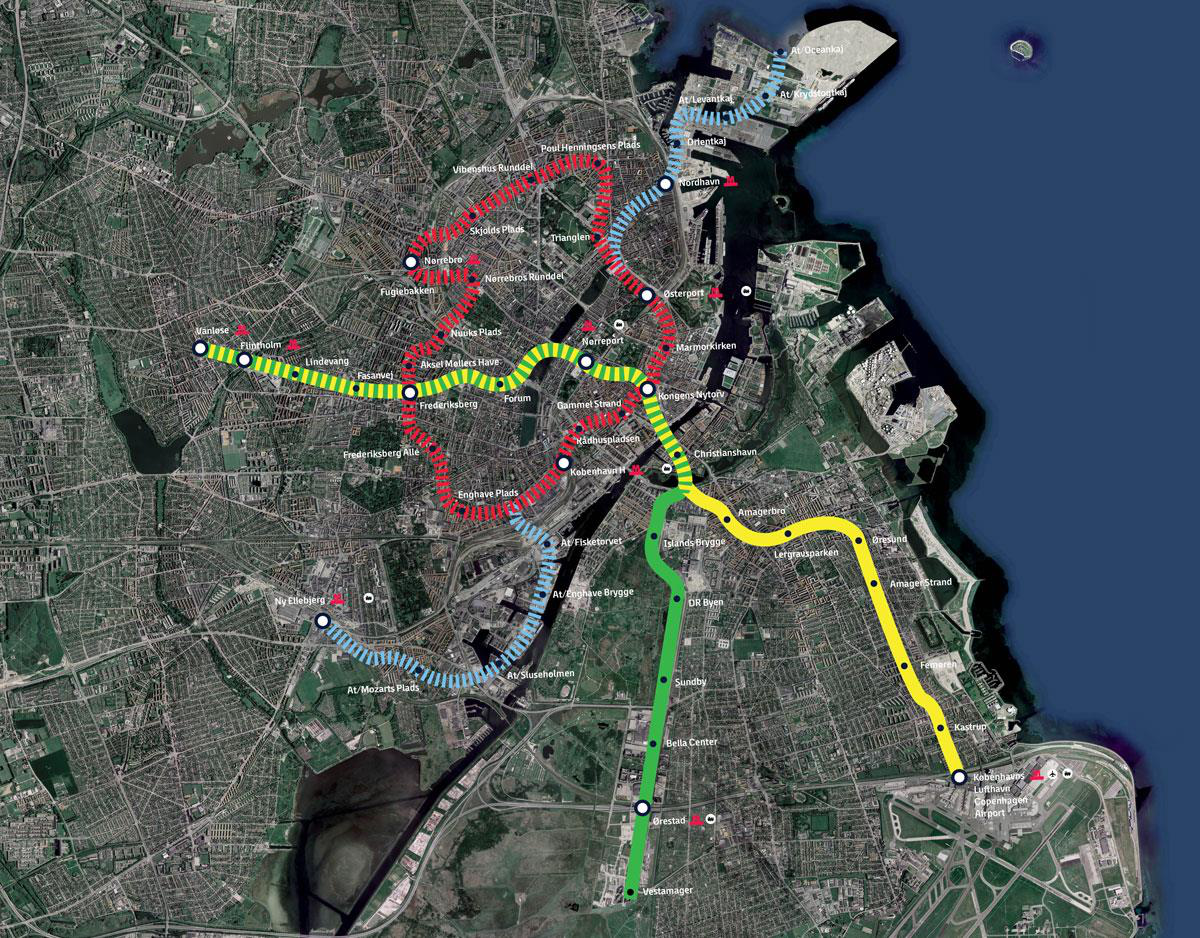 At/Oceankaj
At/Krydstogtkaj
At/Levantkaj
Orientkaj
Poul Henningsens Plads
Vibenshus Runddel
Nordhavn
Skjolds Plads
Trianglen
Nørrebro
Nørrebros Runddel
Fuglebakken
Østerport
Vanløse
Nuuks Plads
Nørreport
Flintholm
Marmorkirken
Lindevang
Aksel Møllers Have
Fasanvej
Kongens Nytorv
Forum
Frederiksberg
Gammel Strand
Rådhuspladsen
Frederiksberg Allé
Christianshavn
København H
Enghave Plads
Amagerbro
Øresund
At/Fisketorvet
Islands Brygge
Lergravsparken
Amager Strand
At/Enghave Brygge
Ny Ellebjerg
DR Byen
Femøren
At/Sluseholmen
Sundby
At/Mozarts Plads
Kastrup
Bella Center
Københavns
Lufthavn
Copenhagen
Airport
Ørestad
Vestamager